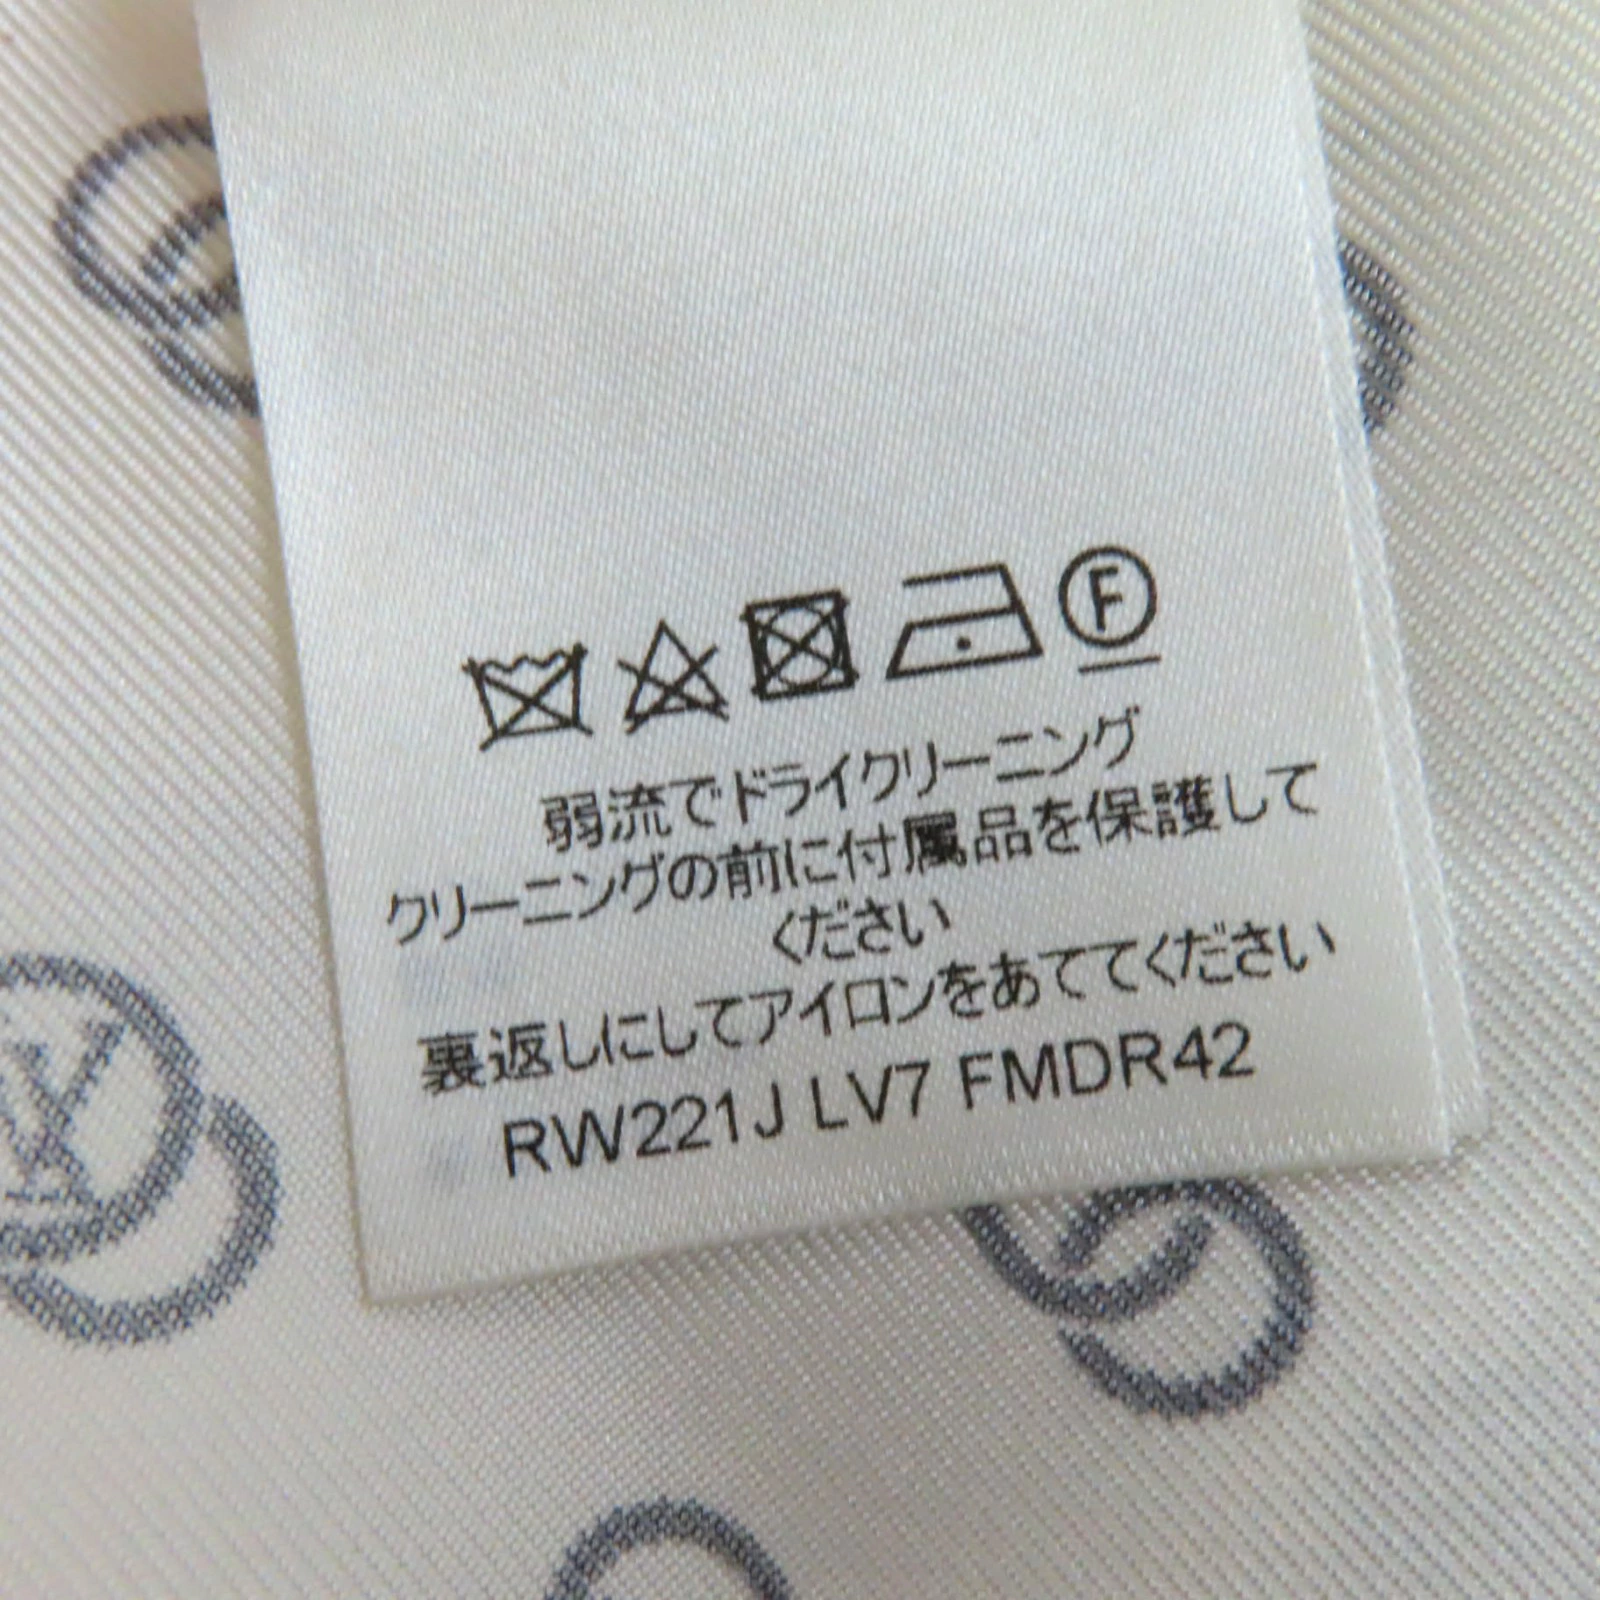 F
弱流でドライクリーニング
クリーニングの前に付属品を保護して
ください
裏返しにしてアイロンをあててください
RW221J LV7 FMDR42